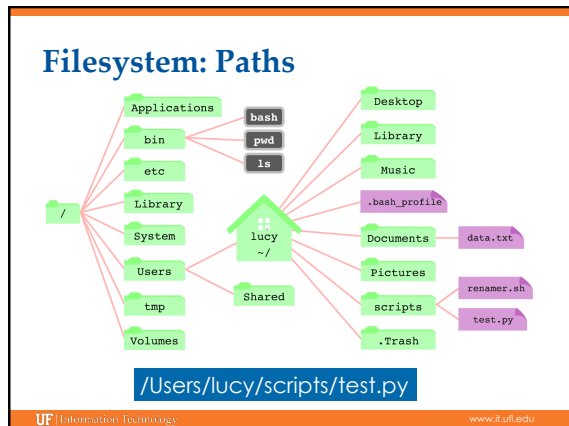 Filesystem: Paths
/
Applications
bin
etc
Library
System
Users
tmp
Volumes
bash
pwd
ls
lucy
~/
Shared
Desktop
Library
Music
.bash_profile
Documents
Pictures
scripts
.Trash
data.txt
renamer.sh
test.py
/Users/lucy/scripts/test.py
UF Information Technology
www.it.ufl.edu